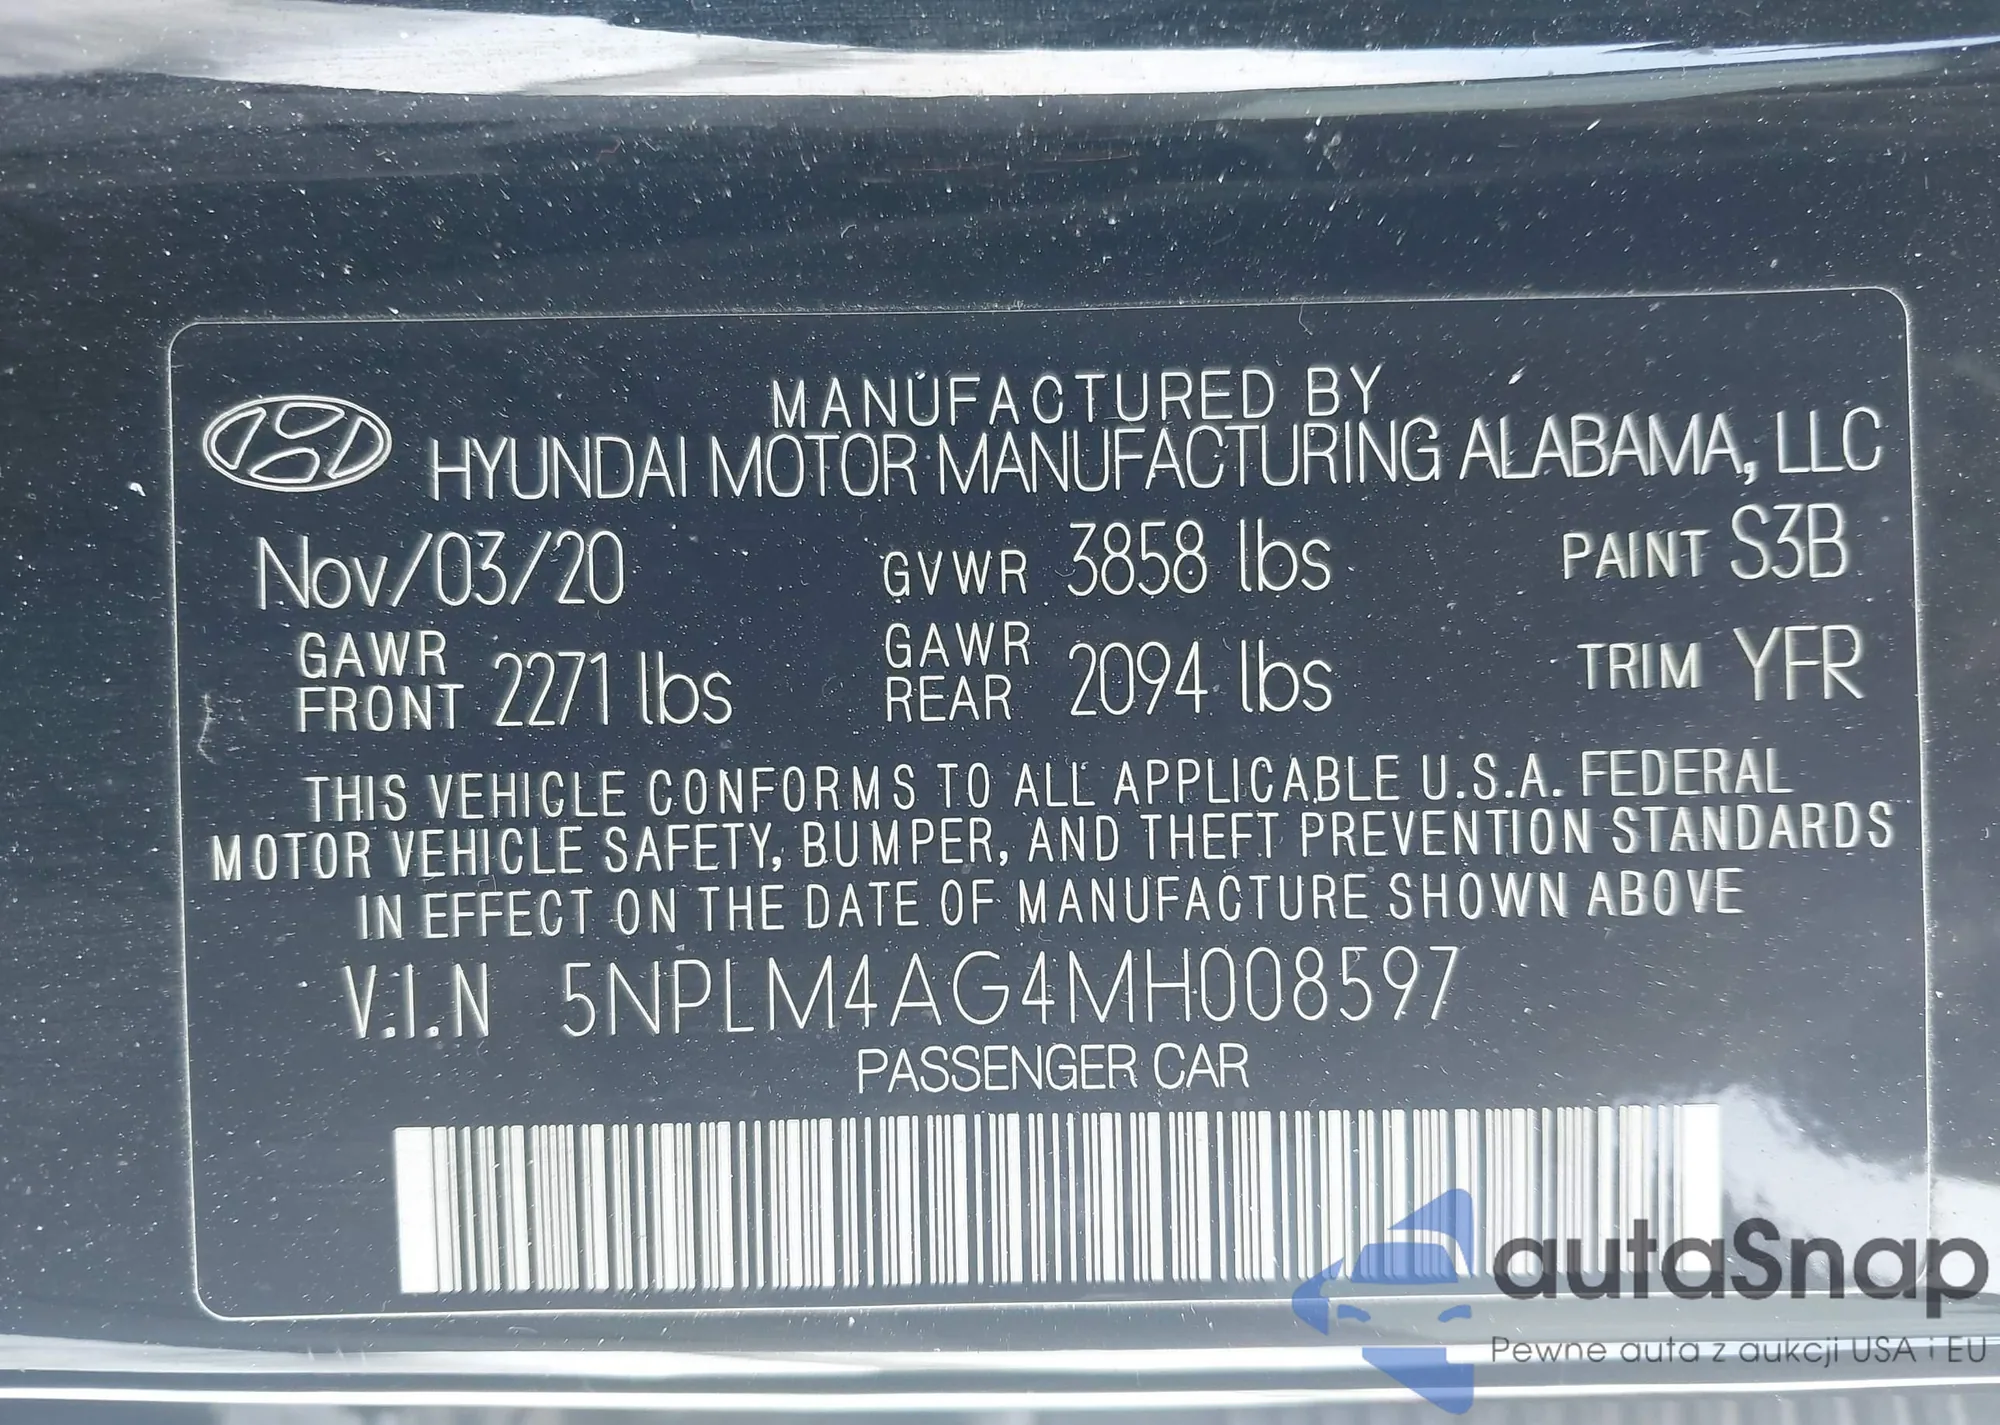 MANUFACTURED BY
HYUNDAI MOTOR MANUFACTURING ALABAMA, LLC
Nov/03/20 GVWR 3858 lbs PAINT S3B
GAWR FRONT 2271 lbs GAWR REAR 2094 lbs TRIM YFR
THIS VEHICLE CONFORMS TO ALL APPLICABLE U.S.A. FEDERAL
MOTOR VEHICLE SAFETY, BUMPER, AND THEFT PREVENTION STANDARDS
IN EFFECT ON THE DATE OF MANUFACTURE SHOWN ABOVE
V.I.N 5NPLM4AG4MH008597
PASSENGER CAR
autaSnap
Pewne auta z aukcji USA i EU